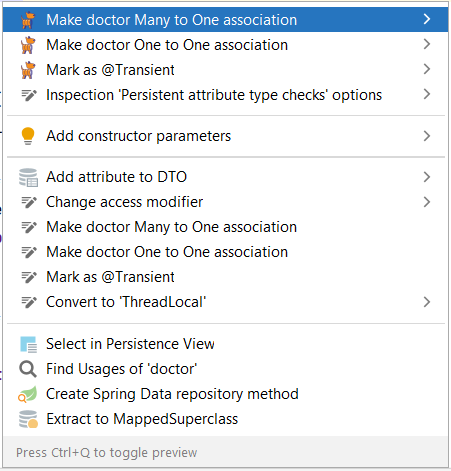 Make doctor Many to One association
Make doctor One to One association
Mark as @Transient
Inspection 'Persistent attribute type checks' options
Add constructor parameters
Add attribute to DTO
Change access modifier
Make doctor Many to One association
Make doctor One to One association
Mark as @Transient
Convert to 'ThreadLocal'
Select in Persistence View
Find Usages of 'doctor'
Create Spring Data repository method
Extract to MappedSuperclass
Press Ctrl+Q to toggle preview